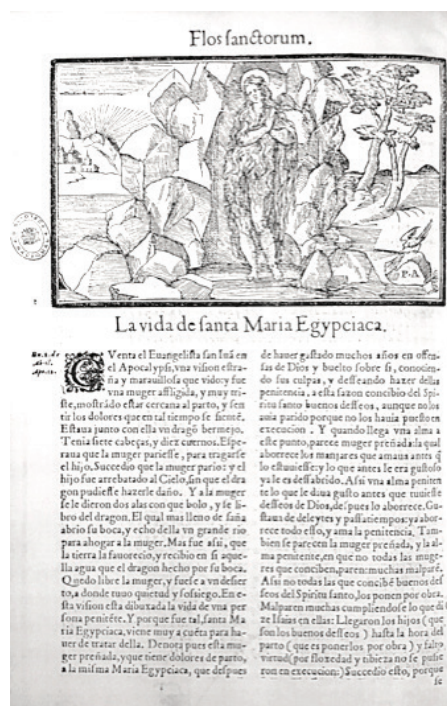 Flos sanctorum.
P.A
La vida de santa Maria Egypciaca.
CVenta el Euangelista san Iuã en
el Apocalypsi, vna vision estra-
ña y marauillosa que vido: y fue
vna muger affligida, y muy tri-
ste, mostrãdo estar cercana al parto, y sen
tir los dolores que en tal tiempo se sientẽ.
Estaua junto con ella vn dragõ bermejo,
Tenia siete cabeças, y diez cuernos. Espe-
raua que la muger pariesse, para tragarse
el hijo. Succedio que la muger pario: y el
hijo fue arrebatado al Cielo, sin que el dra
gon pudiesse hazerle daño. Y a la muger
se le dieron dos alas con que bolo, y se li-
bro del dragon. El qual mas lleno de saña
abrio su boca, y echo della vn grande rio
para ahogar a la muger. Mas fue assi, que
la tierra la fauorecio, y recibio en si aque-
lla agua que el dragon hecho por su boca.
Quedo libre la muger, y fuese a vn desier
to, a donde tuuo quietud y sosiego. En e-
sta vision esta dibuxada la vida de vna per
sona penitẽte. Y porque fue tal, santa Ma
ria Egypciaca, viene muy a cuẽta para ha-
uer de tratar della. Denota pues esta mu-
ger preñada, y que tiene dolores de parto,
a la misma Maria Egypciaca, que despues
de hauer gastado muchos años en offen-
sas de Dios y buelto sobre si, conocien-
do sus culpas, y desseando hazer dellas
penitencia, a esta sazon concibio del Spi-
ritu santo buenos desseos, aunque no los
auia parido porque no los hauia puesto en
execucion. Y quando llega vna alma a
este punto, parece muger preñada: la qual
aborrece los manjares que amaua antes q̃
lo estuuiesse: y lo que antes le era gustoso
ya le es dessabrido. Assi vna alma peniten
te lo que le daua gusto antes que tuuiesse
desseos de Dios, despues lo aborrece. Gu-
staua de deleytes y passatiempos: ya abor-
rece todo esso, y ama la penitencia. Tam-
bien se parecen la muger preñada, y la al-
ma penitente, en que no todas las muge-
res que conciben, paren: muchas malparẽ.
Assi no todas las que concibẽ buenos des
seos del Spiritu santo, los ponen por obra.
Malparen muchas cumpliendose lo que di
ze Isaias en ellas: Llegaron los hijos (que
son los buenos desseos) hasta la hora del
parto (que es ponerlos por obra) y falto
virtud (por floxedad y tibieza no se pusie
ron en execucion:) Succedio esto, porque
se